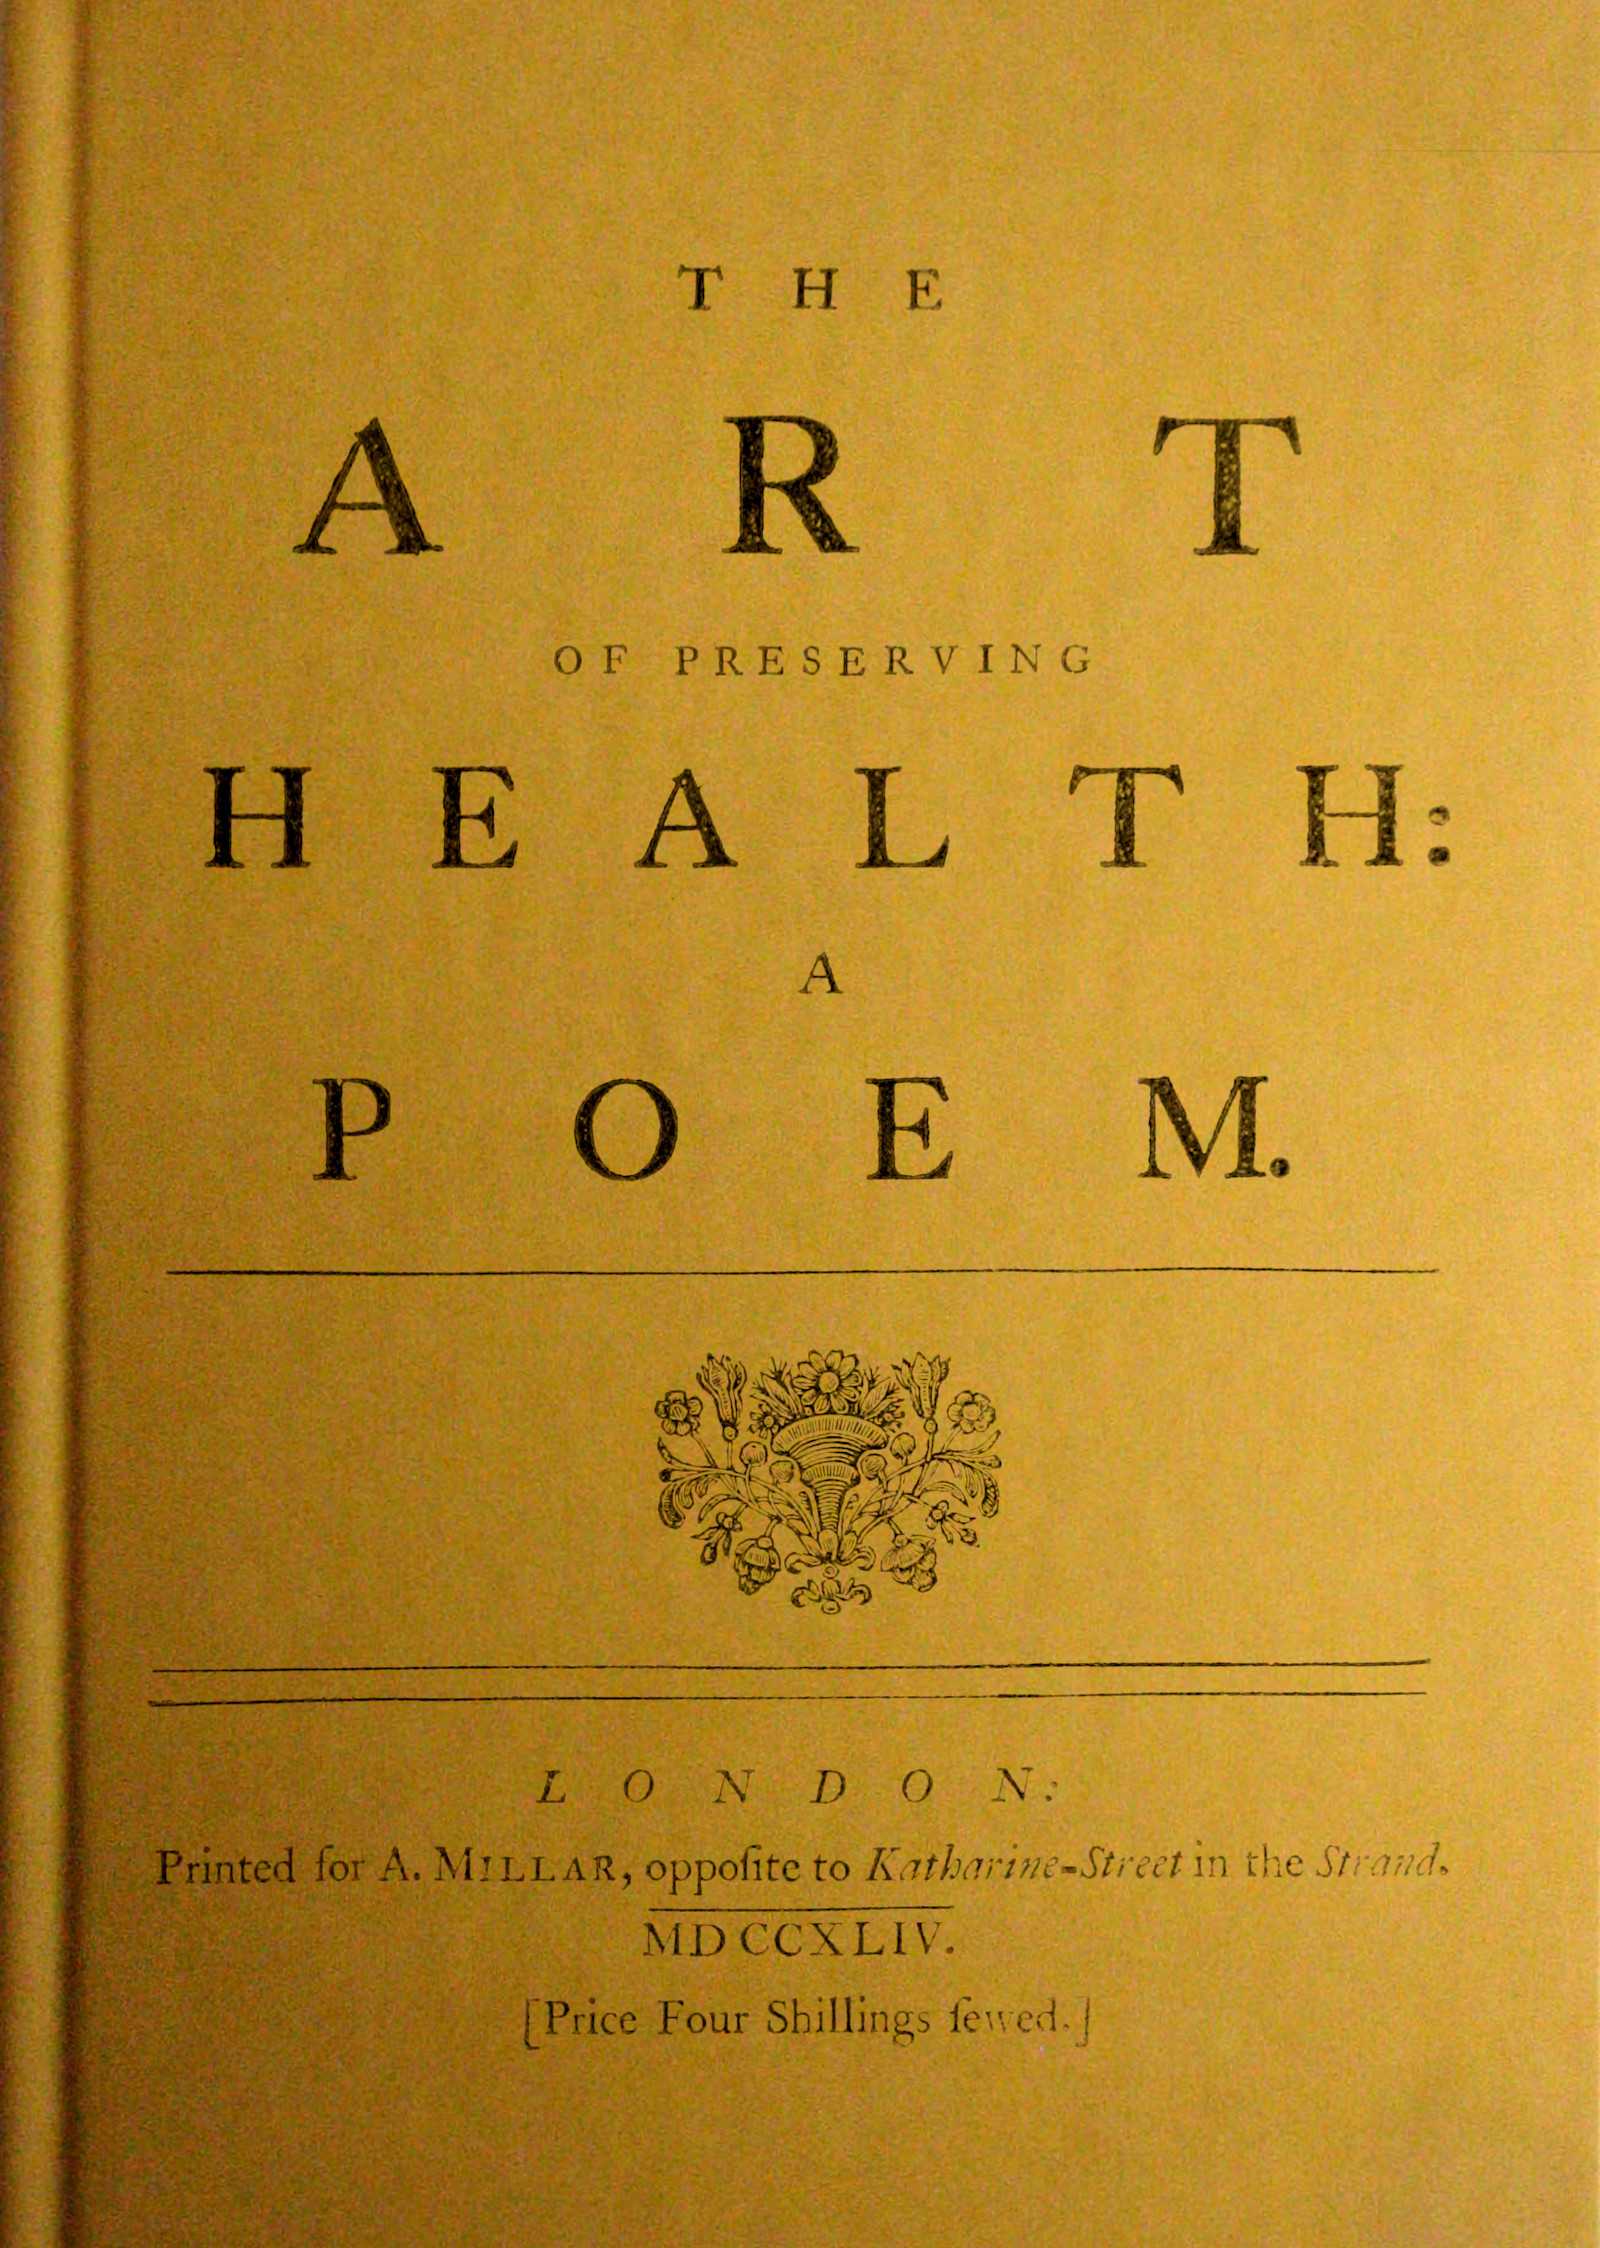 THE
ART
OF PRESERVING
HEALTH:
A
POEM.
LONDON:
Printed for A. MILLAR, oppoſite to Katharine-Street in the Strand.
MDCCXLIV.
[Price Four Shillings ſewed.]